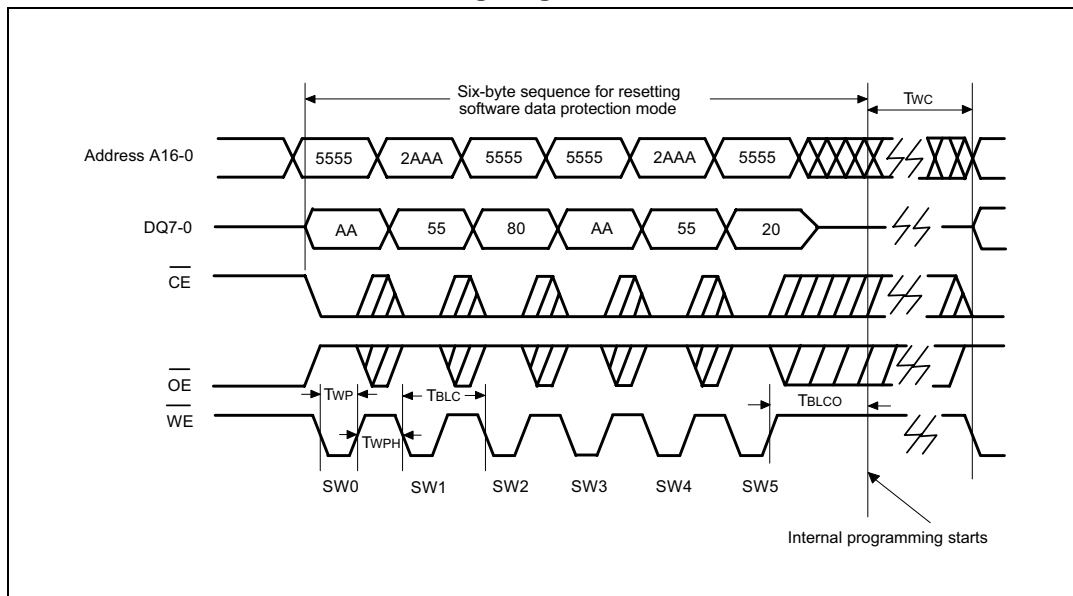 Six-byte sequence for resetting
software data protection mode
TWC
Address A16-0
5555 2AAA 5555 5555 2AAA 5555
DQ7-0
AA 55 80 AA 55 20
CE
OE
TWP
TBLC
TBLCO
WE
TWPH
SW0 SW1 SW2 SW3 SW4 SW5
Internal programming starts